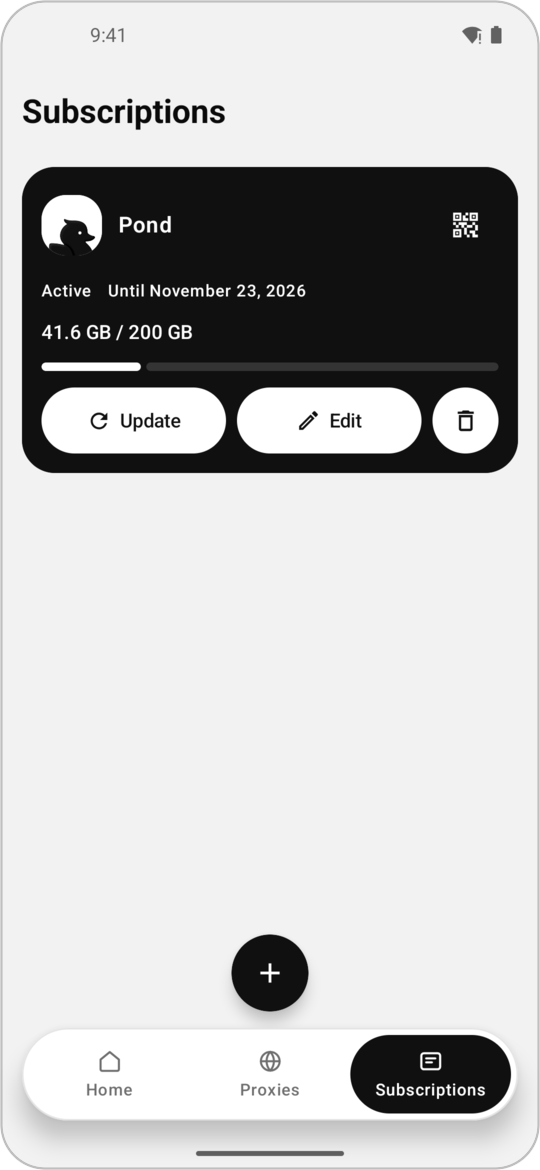 9:41
Subscriptions
Pond
Active Until November 23, 2026
41.6 GB / 200 GB
Update Edit
Home Proxies Subscriptions